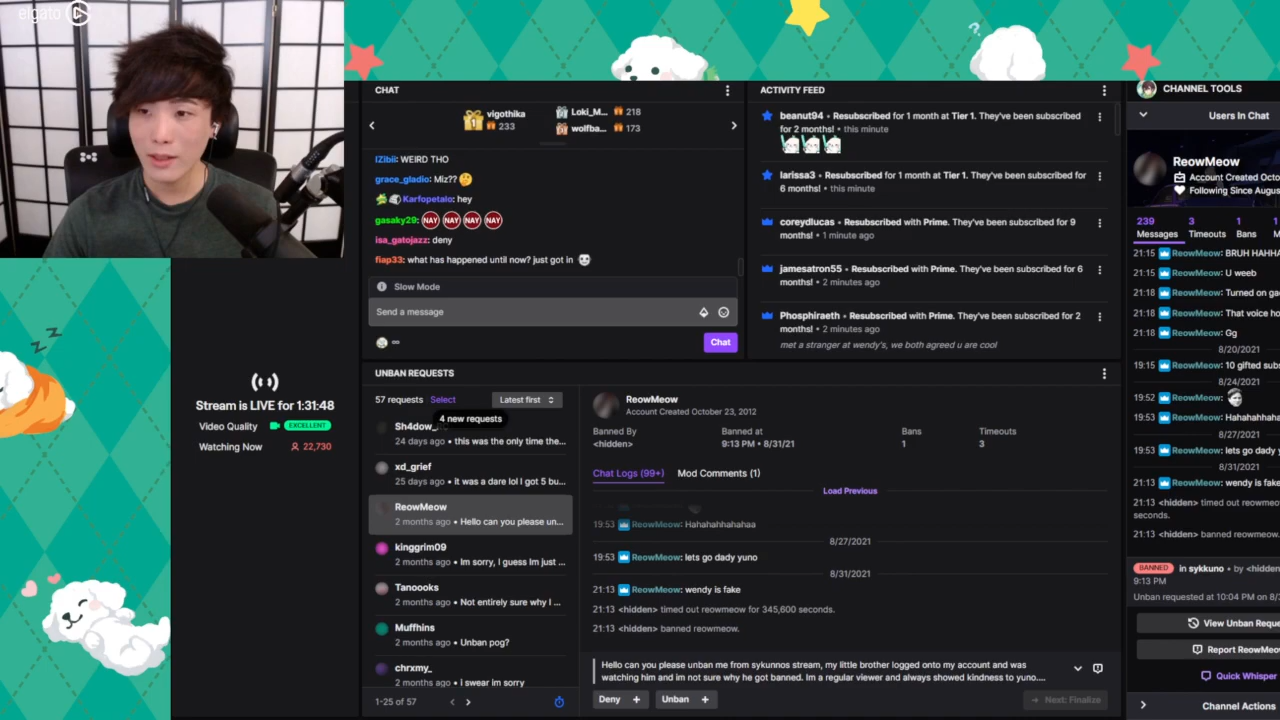 elgato
CHAT
vigothika
1
233
Loki_M... 218
wolfba... 173
IZibii: WEIRD THO
grace_gladio: Miz??
Karfopetalo: hey
gasaky29: NAY NAY NAY NAY
isa_gatojazz: deny
fiap33: what has happened until now? just got in
Slow Mode
Send a message
Chat
ACTIVITY FEED
beanut94 • Resubscribed for 1 month at Tier 1. They've been subscribed
for 2 months! • this minute
larissa3 • Resubscribed for 1 month at Tier 1. They've been subscribed for
6 months! • this minute
coreydlucas • Resubscribed with Prime. They've been subscribed for 9
months! • 1 minute ago
jamesatron55 • Resubscribed with Prime. They've been subscribed for 6
months! • 2 minutes ago
Phosphiraeth • Resubscribed with Prime. They've been subscribed for 2
months! • 2 minutes ago
met a stranger at wendy's, we both agreed u are cool
CHANNEL TOOLS
Users In Chat
ReowMeow
Account Created Octo
Following Since Augus
239 3 1 1
Messages Timeouts Bans M
21:15 ReowMeow: BRUH HAHHA
21:15 ReowMeow: U weeb
21:18 ReowMeow: Turned on ga
21:18 ReowMeow: That voice ho
21:18 ReowMeow: Gg
8/20/2021
19:15 ReowMeow: 10 gifted subs
8/24/2021
19:52 ReowMeow:
19:53 ReowMeow: Hahahahhaha
8/27/2021
19:53 ReowMeow: lets go dady y
8/31/2021
21:13 ReowMeow: wendy is fake
21:13 <hidden> timed out reowmeow for
seconds.
21:13 <hidden> banned reowmeow.
BANNED in sykkuno • by <hidden
9:13 PM
Unban requested at 10:04 PM on 8/3
View Unban Reque
Report ReowMeo
Quick Whisper
Channel Actions
Stream is LIVE for 1:31:48
Video Quality EXCELLENT
Watching Now 22,730
zzz
UNBAN REQUESTS
57 requests Select Latest first
4 new requests
Sh4dow_
24 days ago • this was the only time the...
xd_grief
25 days ago • it was a dare lol I got 5 bu...
ReowMeow
2 months ago • Hello can you please un...
kinggrim09
2 months ago • Im sorry, I guess Im just ...
Tanoooks
2 months ago • Not entirely sure why I ...
Muffhins
2 months ago • Unban pog?
chrxmy_
2 months ago • i swear im sorry
1-25 of 57
ReowMeow
Account Created October 23, 2012
Banned By Banned at Bans Timeouts
<hidden> 9:13 PM • 8/31/21 1 3
Chat Logs (99+) Mod Comments (1)
Load Previous
19:53 ReowMeow: Hahahahhahahaa
8/27/2021
19:53 ReowMeow: lets go dady yuno
8/31/2021
21:13 ReowMeow: wendy is fake
21:13 <hidden> timed out reowmeow for 345,600 seconds.
21:13 <hidden> banned reowmeow.
Hello can you please unban me from sykunnos stream, my little brother logged onto my account and was
watching him and im not sure why he got banned. Im a regular viewer and always showed kindness to yuno....
Deny + Unban + Next: Finalize